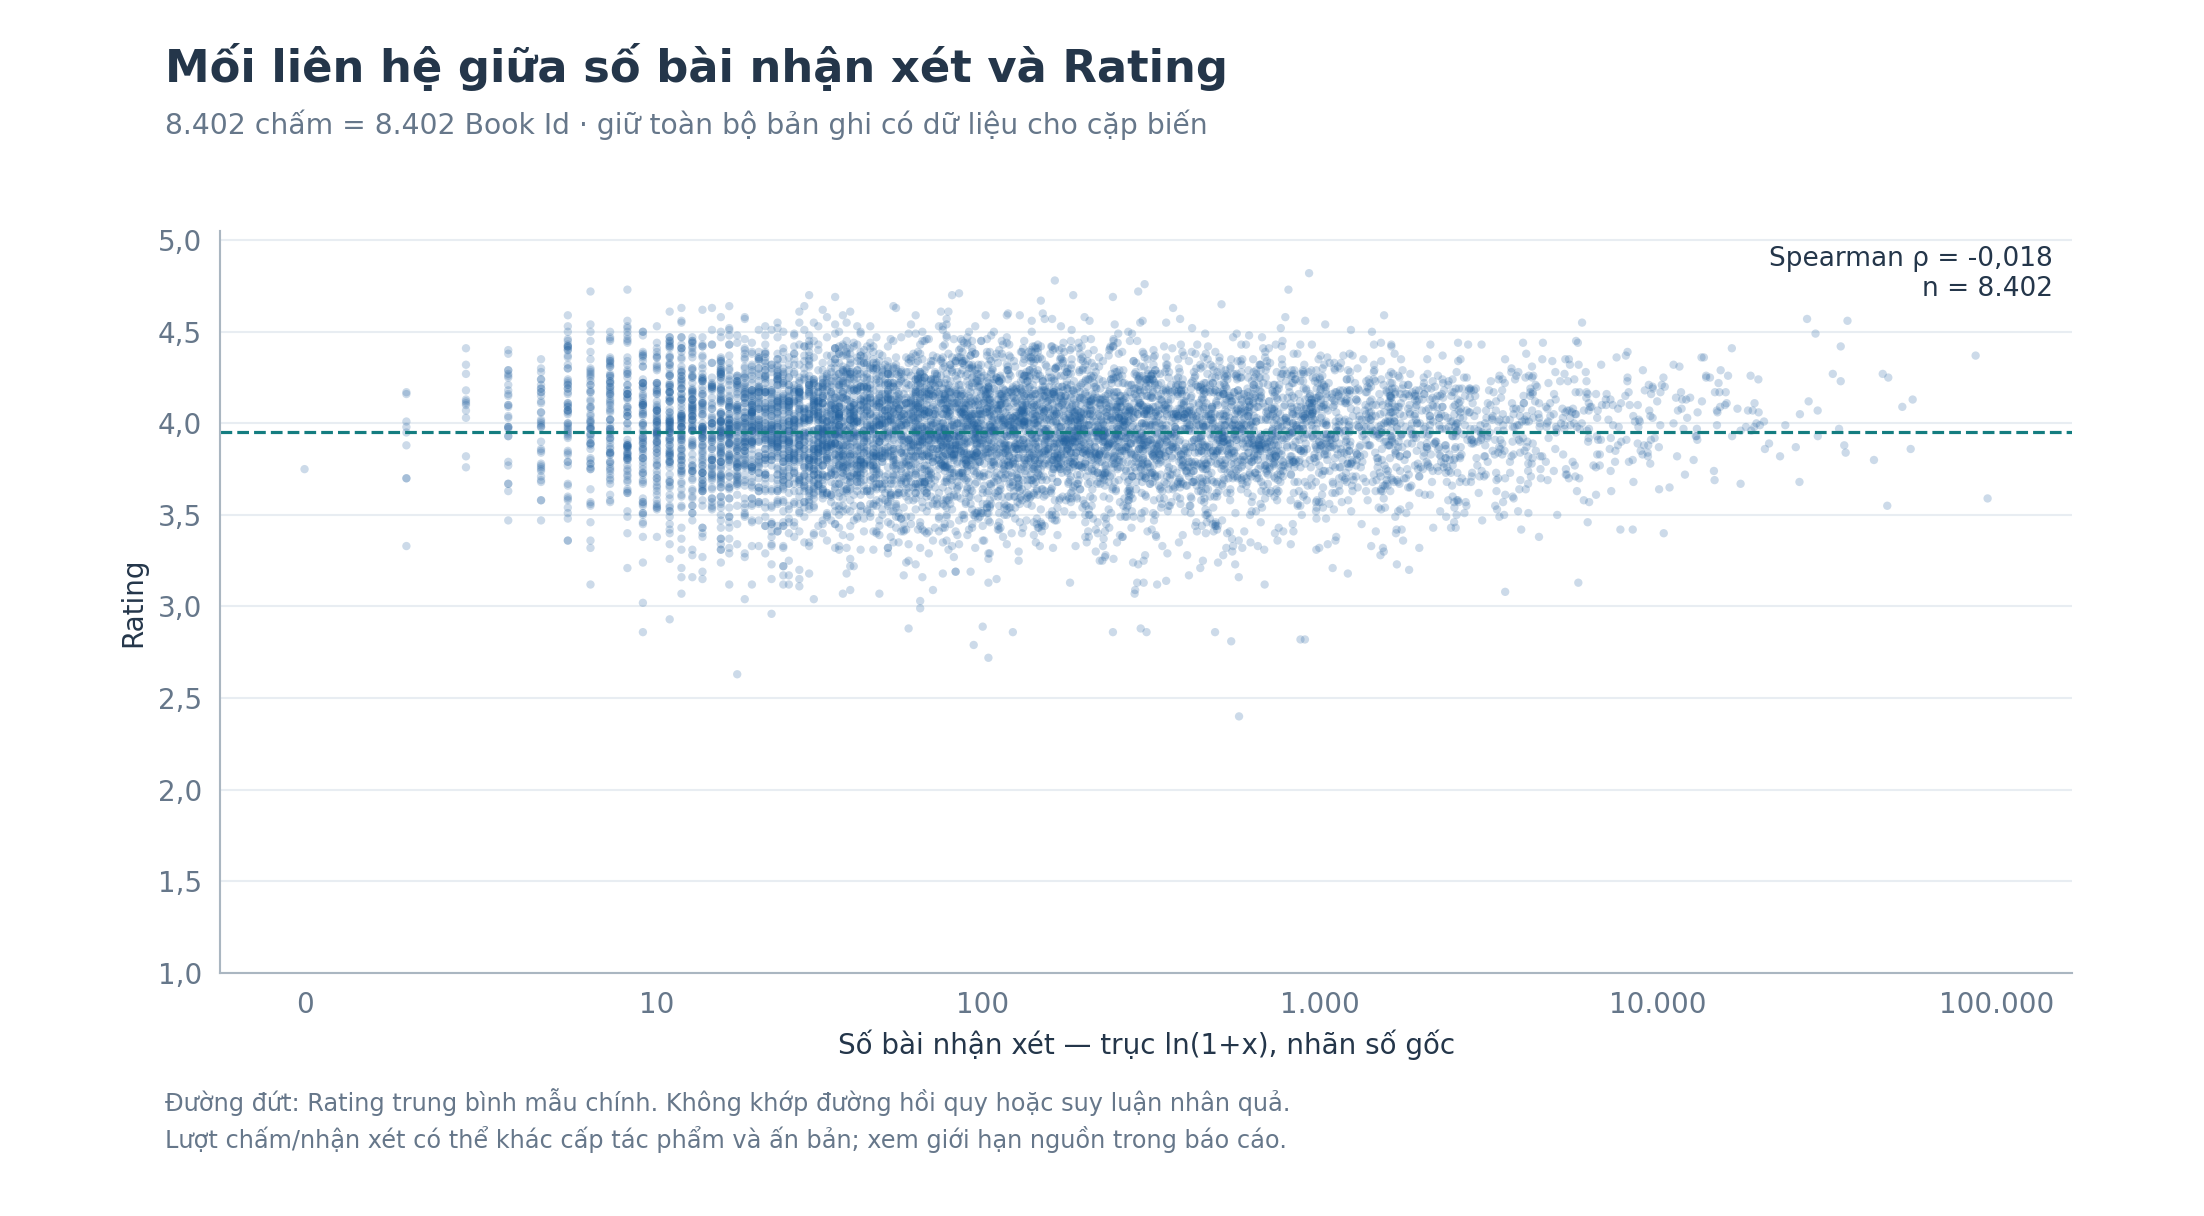 Mối liên hệ giữa số bài nhận xét và Rating
8.402 chấm = 8.402 Book Id · giữ toàn bộ bản ghi có dữ liệu cho cặp biến
Spearman ρ = -0,018
n = 8.402
5,0
4,5
4,0
3,5
3,0
2,5
2,0
1,5
1,0
Rating
0 10 100 1.000 10.000 100.000
Số bài nhận xét — trục ln(1+x), nhãn số gốc
Đường đứt: Rating trung bình mẫu chính. Không khớp đường hồi quy hoặc suy luận nhân quả.
Lượt chấm/nhận xét có thể khác cấp tác phẩm và ấn bản; xem giới hạn nguồn trong báo cáo.